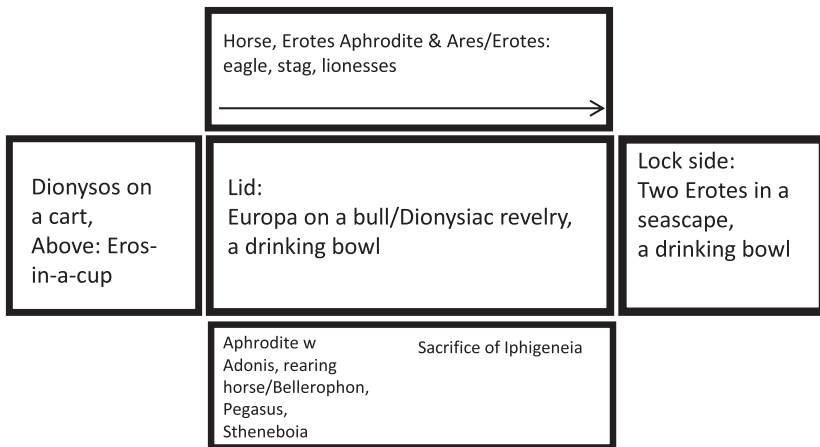 Horse, Erotes Aphrodite & Ares/Erotes:
eagle, stag, lionesses
Dionysos on
a cart,
Above: Eros-
in-a-cup
Lid:
Europa on a bull/Dionysiac revelry,
a drinking bowl
Lock side:
Two Erotes in a
seascape,
a drinking bowl
Aphrodite w
Adonis, rearing
horse/Bellerophon,
Pegasus,
Stheneboia
Sacrifice of Iphigeneia